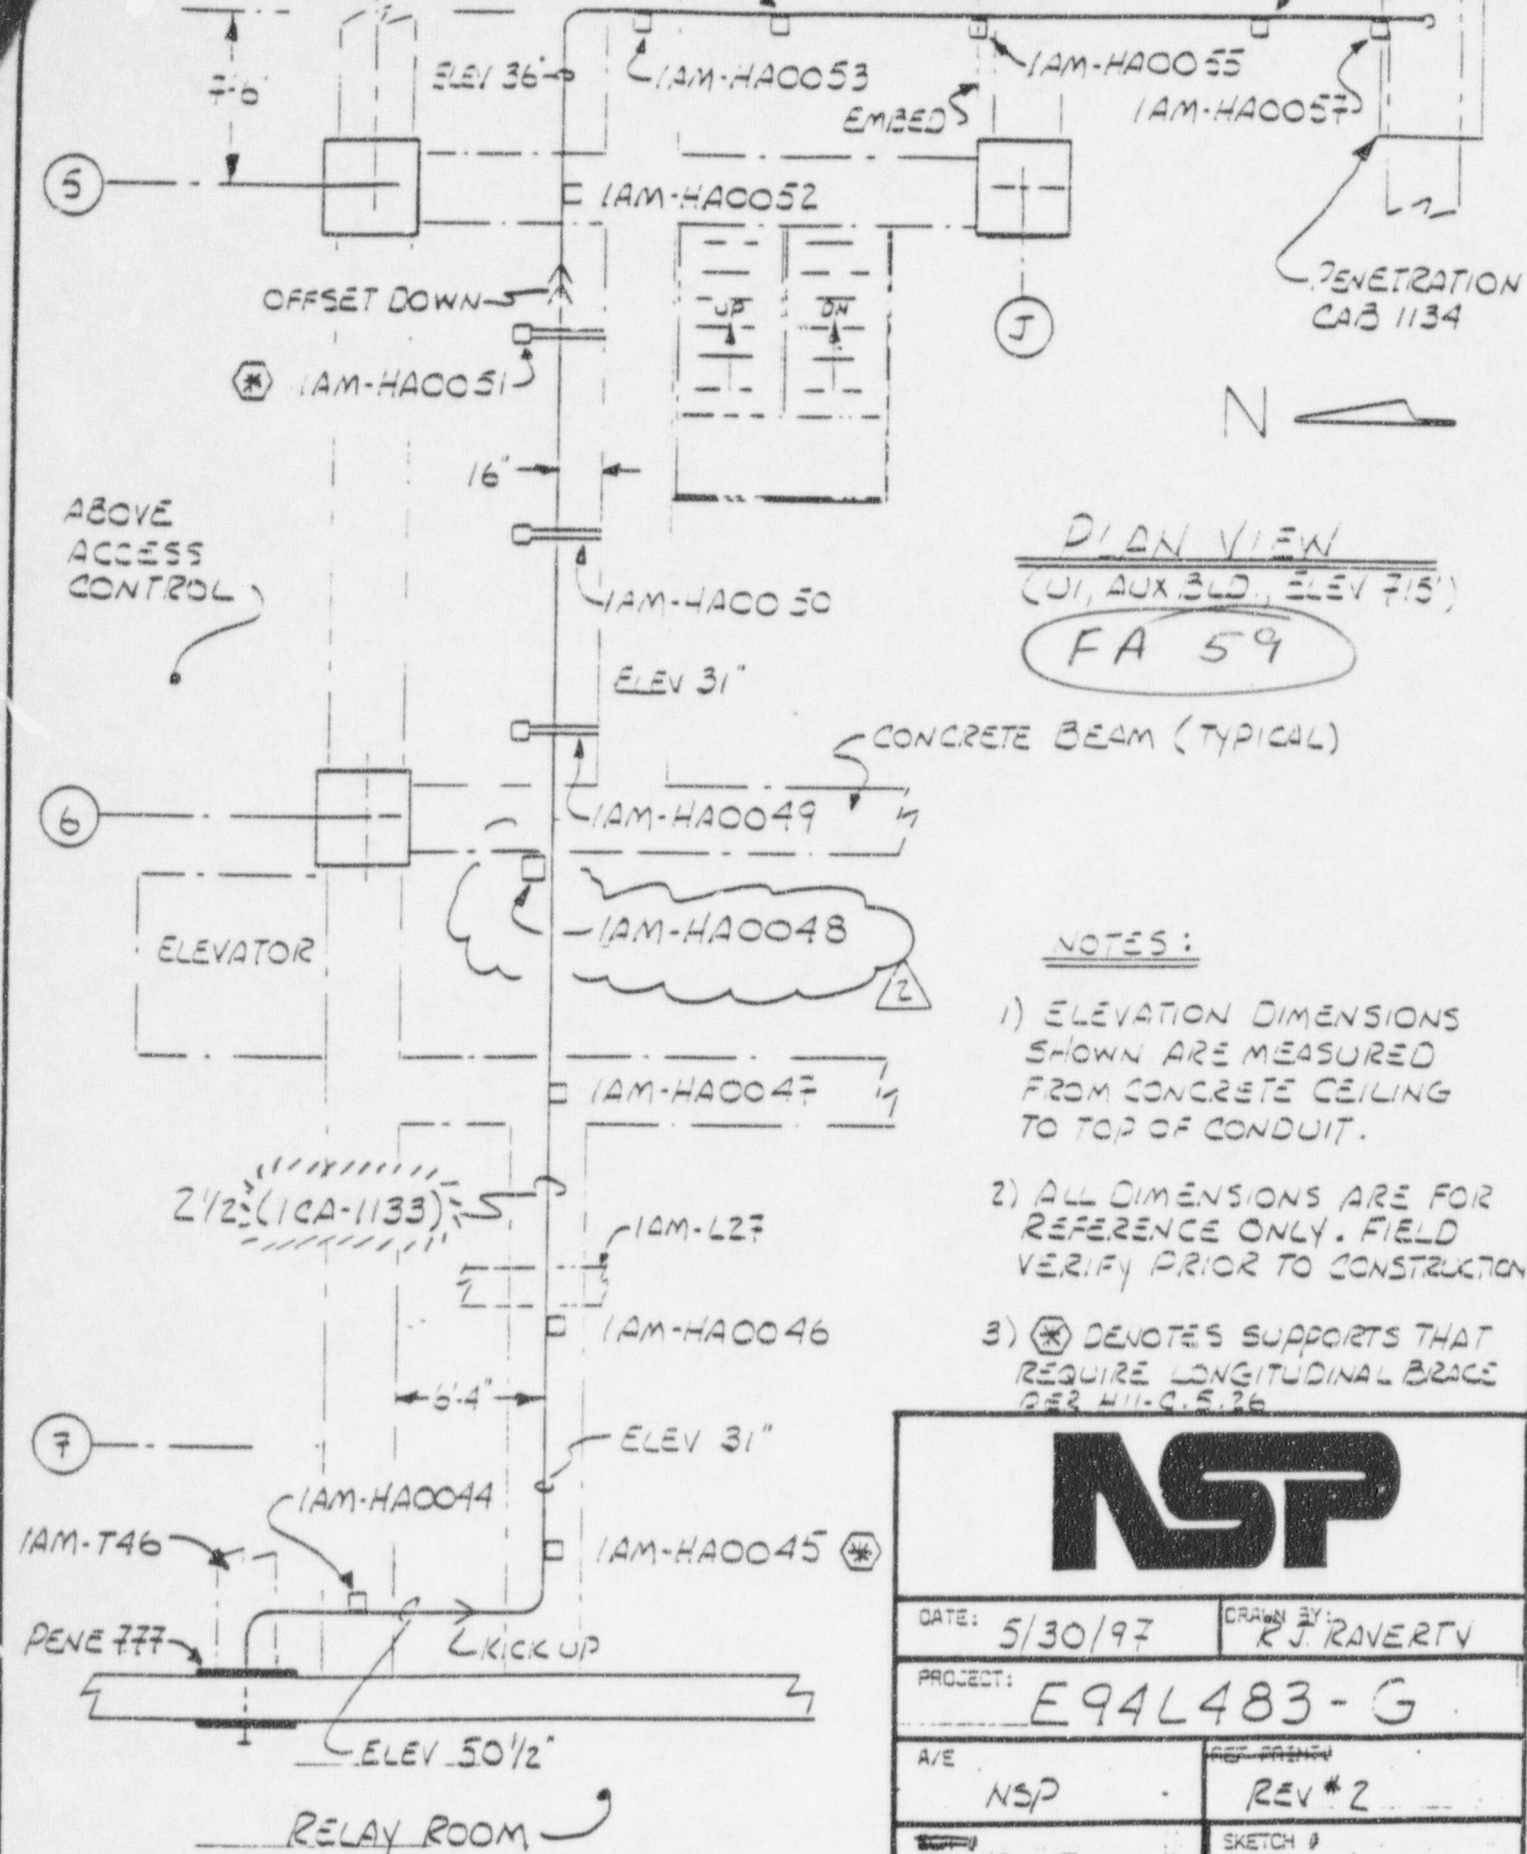 7'6"
ELEV 36"
1AM-HA0053
1AM-HA0055
EMBED
1AM-HA0057
5
1AM-HA0052
OFFSET DOWN
UP
DN
J
PENETRATION
CAB 1134
* 1AM-HA0051
N
16"
ABOVE
ACCESS
CONTROL
PLAN VIEW
(U1, AUX BLD., ELEV 715')
FA 59
1AM-HA0050
ELEV 31"
CONCRETE BEAM (TYPICAL)
6
1AM-HA0049
1AM-HA0048
2
ELEVATOR
NOTES:
1) ELEVATION DIMENSIONS
SHOWN ARE MEASURED
FROM CONCRETE CEILING
TO TOP OF CONDUIT.
1AM-HA0047
2 1/2" (1CA-1133)
1AM-L27
2) ALL DIMENSIONS ARE FOR
REFERENCE ONLY. FIELD
VERIFY PRIOR TO CONSTRUCTION
1AM-HA0046
3) * DENOTES SUPPORTS THAT
REQUIRE LONGITUDINAL BRACE
6'4"
7
ELEV 31"
1AM-HA0044
1AM-T46
1AM-HA0045 *
PENE 777
KICK UP
ELEV 50 1/2"
RELAY ROOM
NSP
DATE: 5/30/97
DRAWN BY: R J. RAVERTY
PROJECT: E94L483-G
A/E NSP
REV # 2
SKETCH #